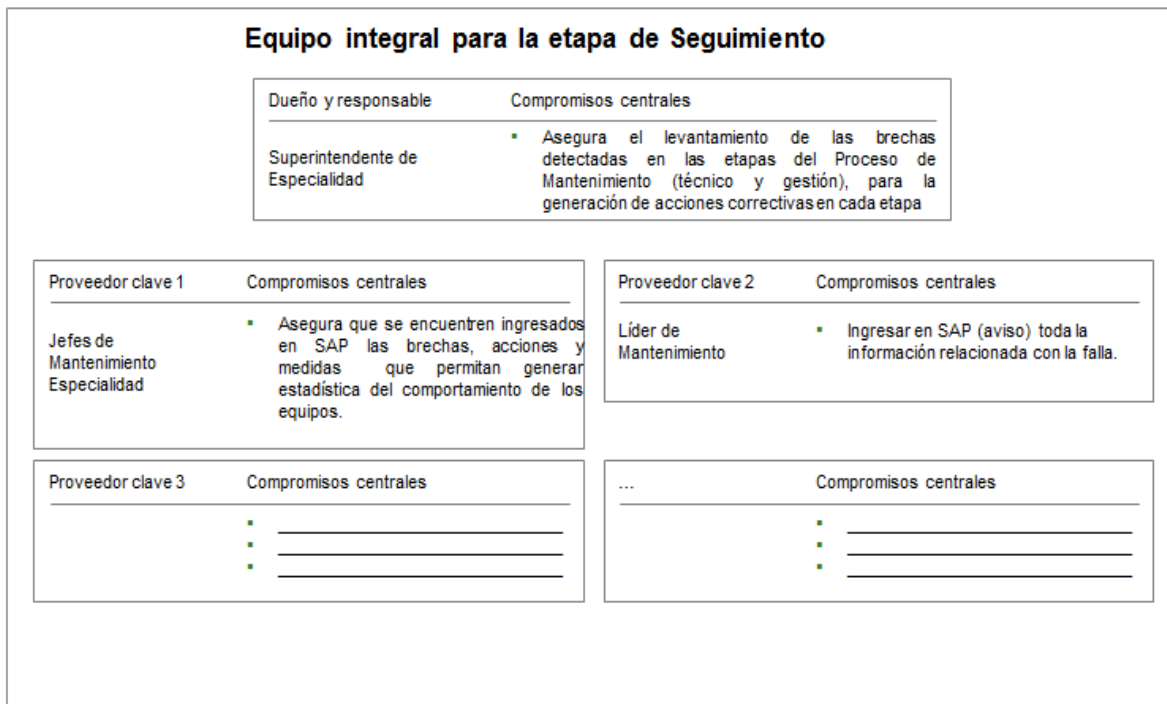 Equipo integral para la etapa de Seguimiento
Dueño y responsable
Compromisos centrales
Superintendente de
Especialidad
▪ Asegura el levantamiento de las brechas
detectadas en las etapas del Proceso de
Mantenimiento (técnico y gestión), para la
generación de acciones correctivas en cada etapa
Proveedor clave 1
Compromisos centrales
Jefes de
Mantenimiento
Especialidad
▪ Asegura que se encuentren ingresados
en SAP las brechas, acciones y
medidas que permitan generar
estadística del comportamiento de los
equipos.
Proveedor clave 2
Compromisos centrales
Líder de
Mantenimiento
▪ Ingresar en SAP (aviso) toda la
información relacionada con la falla.
Proveedor clave 3
Compromisos centrales
...
Compromisos centrales